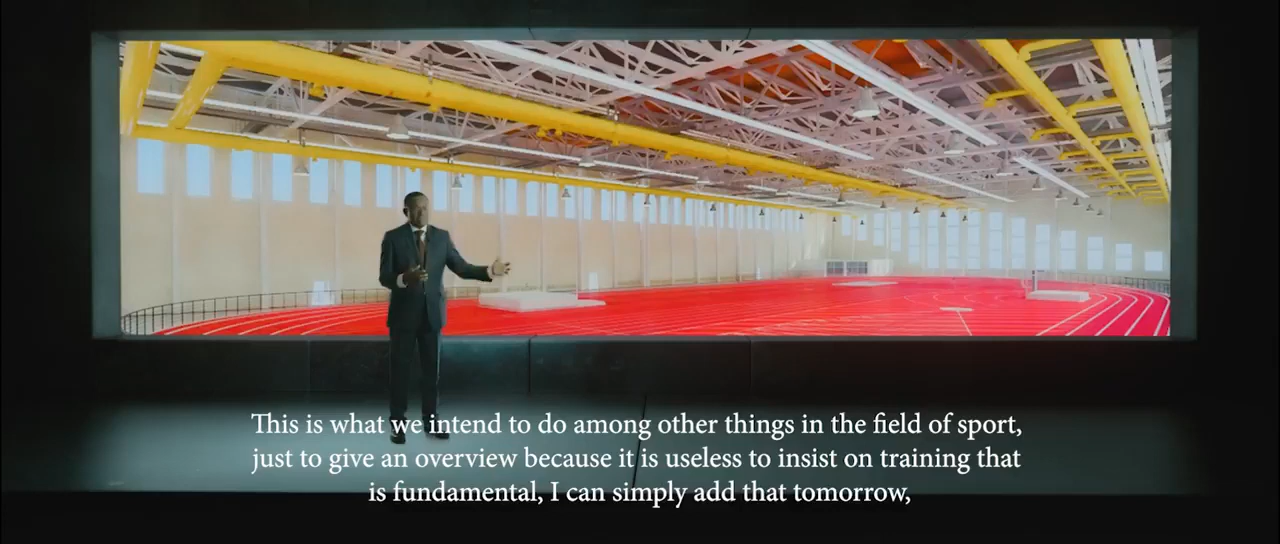 This is what we intend to do among other things in the field of sport,
just to give an overview because it is useless to insist on training that
is fundamental, I can simply add that tomorrow,